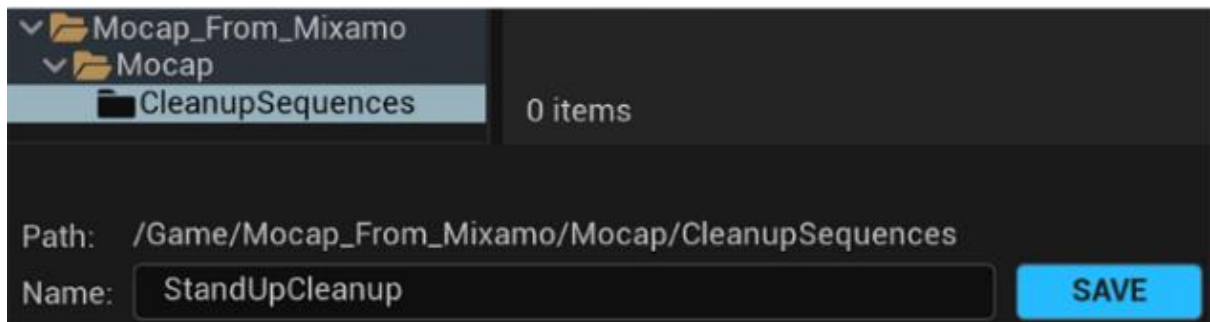 Mocap_From_Mixamo
Mocap
CleanupSequences
0 items
Path: /Game/Mocap_From_Mixamo/Mocap/CleanupSequences
Name: StandUpCleanup SAVE